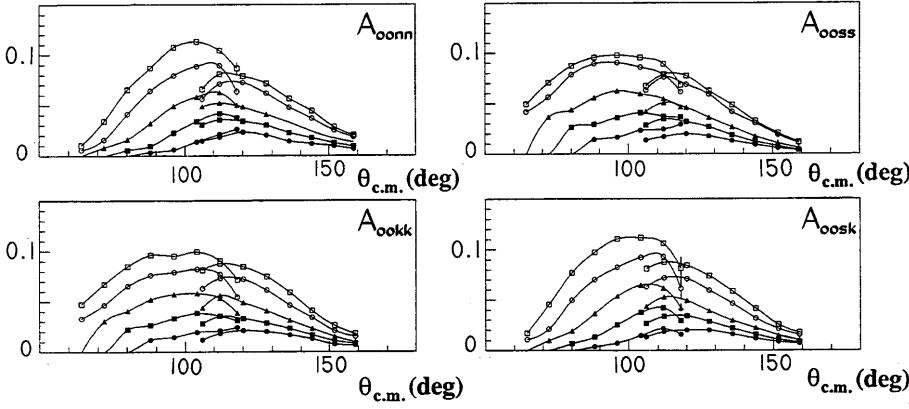 A_oonn
0.1
0
100
150
θ_c.m. (deg)
A_ooss
0.1
0
100
150
θ_c.m. (deg)
A_ookk
0.1
0
100
150
θ_c.m. (deg)
A_oosk
0.1
0
100
150
θ_c.m. (deg)